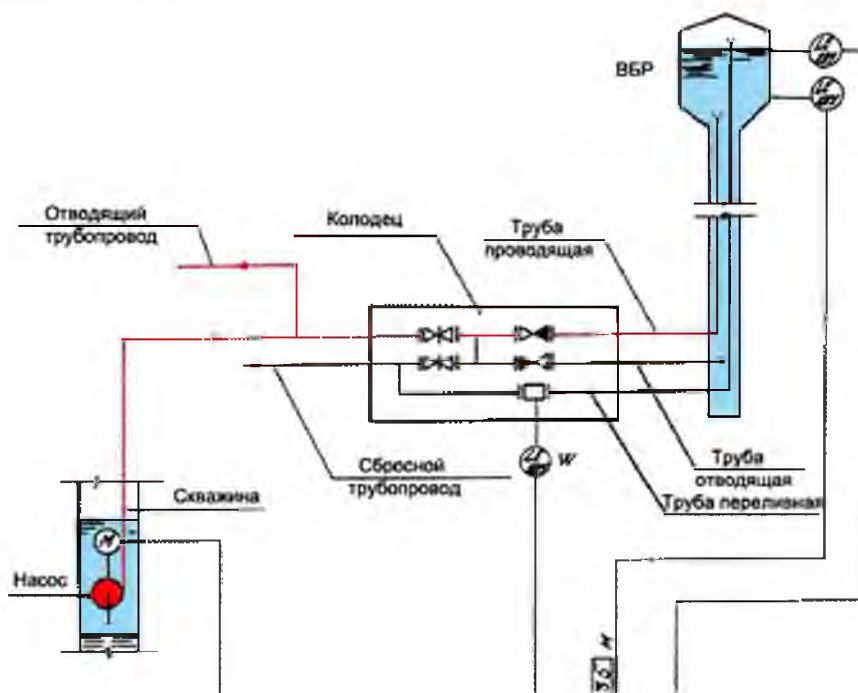 ВБР
Отводящий
трубопровод
Колодец
Труба
проводящая
Сбросной
трубопровод
W
Труба
отводящая
Труба переливная
Скважина
М
Насос
М